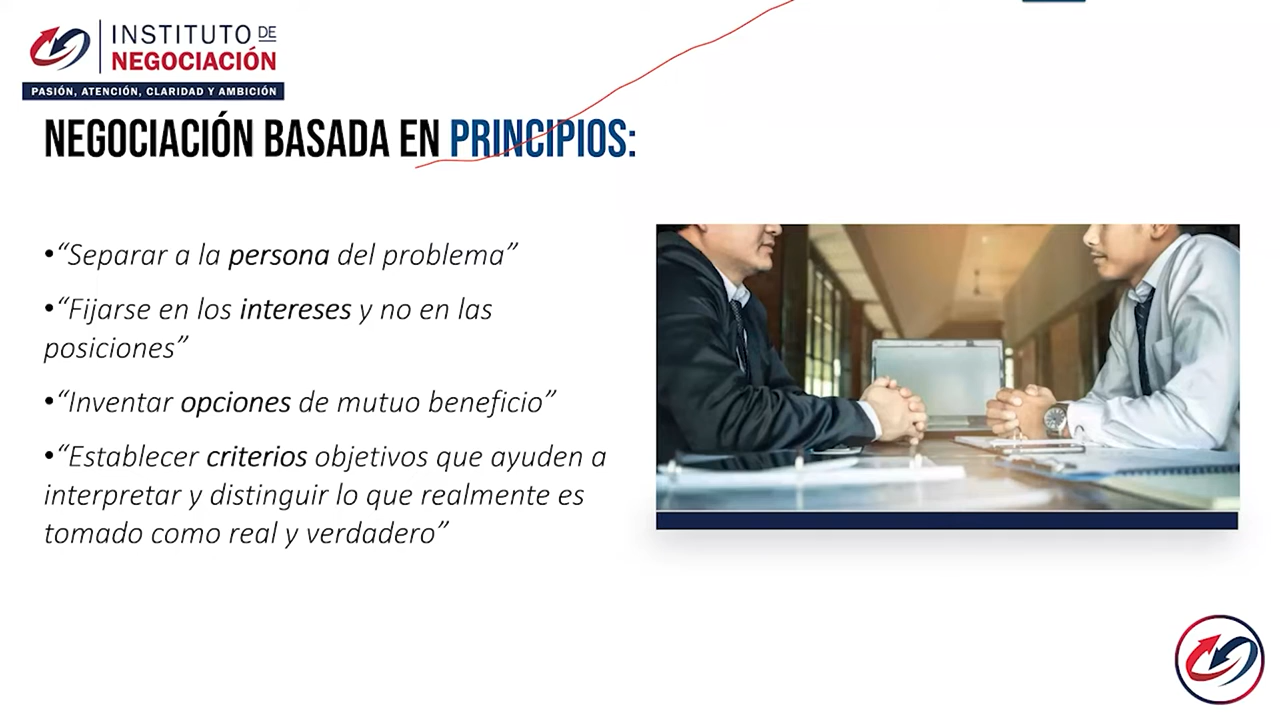 INSTITUTO DE
NEGOCIACIÓN
PASIÓN, ATENCIÓN, CLARIDAD Y AMBICIÓN
NEGOCIACIÓN BASADA EN PRINCIPIOS:
•“Separar a la persona del problema”
•“Fijarse en los intereses y no en las
posiciones”
•“Inventar opciones de mutuo beneficio”
•“Establecer criterios objetivos que ayuden a
interpretar y distinguir lo que realmente es
tomado como real y verdadero”